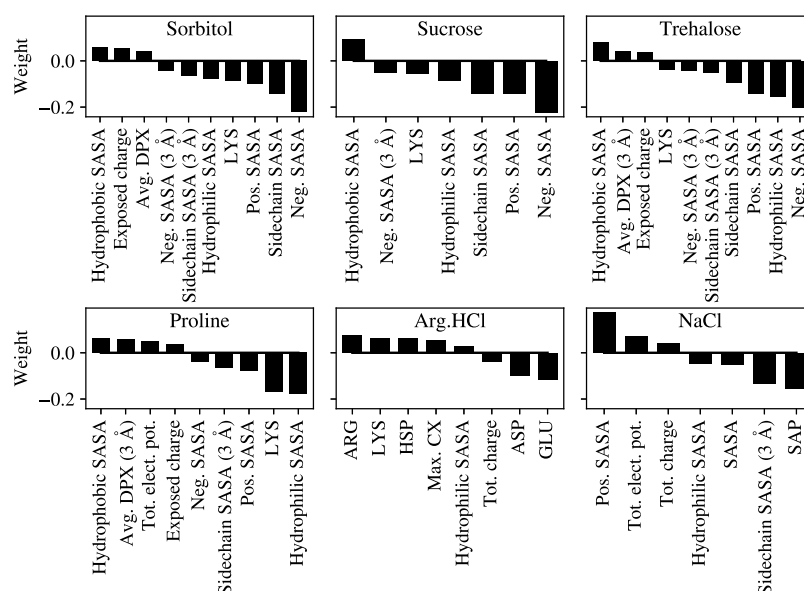 Sorbitol
Sucrose
Trehalose
Weight
0.0
−0.2
Hydrophobic SASA
Exposed charge
Avg. DPX
Neg. SASA (3 Å)
Sidechain SASA (3 Å)
Hydrophilic SASA
LYS
Pos. SASA
Sidechain SASA
Neg. SASA
Hydrophobic SASA
Neg. SASA (3 Å)
LYS
Hydrophilic SASA
Sidechain SASA
Pos. SASA
Neg. SASA
Hydrophobic SASA
Avg. DPX (3 Å)
Exposed charge
LYS
Neg. SASA (3 Å)
Sidechain SASA (3 Å)
Sidechain SASA
Pos. SASA
Hydrophilic SASA
Neg. SASA
Proline
Arg.HCl
NaCl
Weight
0.0
−0.2
Hydrophobic SASA
Avg. DPX (3 Å)
Tot. elect. pot.
Exposed charge
Neg. SASA
Sidechain SASA (3 Å)
Pos. SASA
LYS
Hydrophilic SASA
ARG
LYS
HSP
Max. CX
Hydrophilic SASA
Tot. charge
ASP
GLU
Pos. SASA
Tot. elect. pot.
Tot. charge
Hydrophilic SASA
SASA
Sidechain SASA (3 Å)
SAP